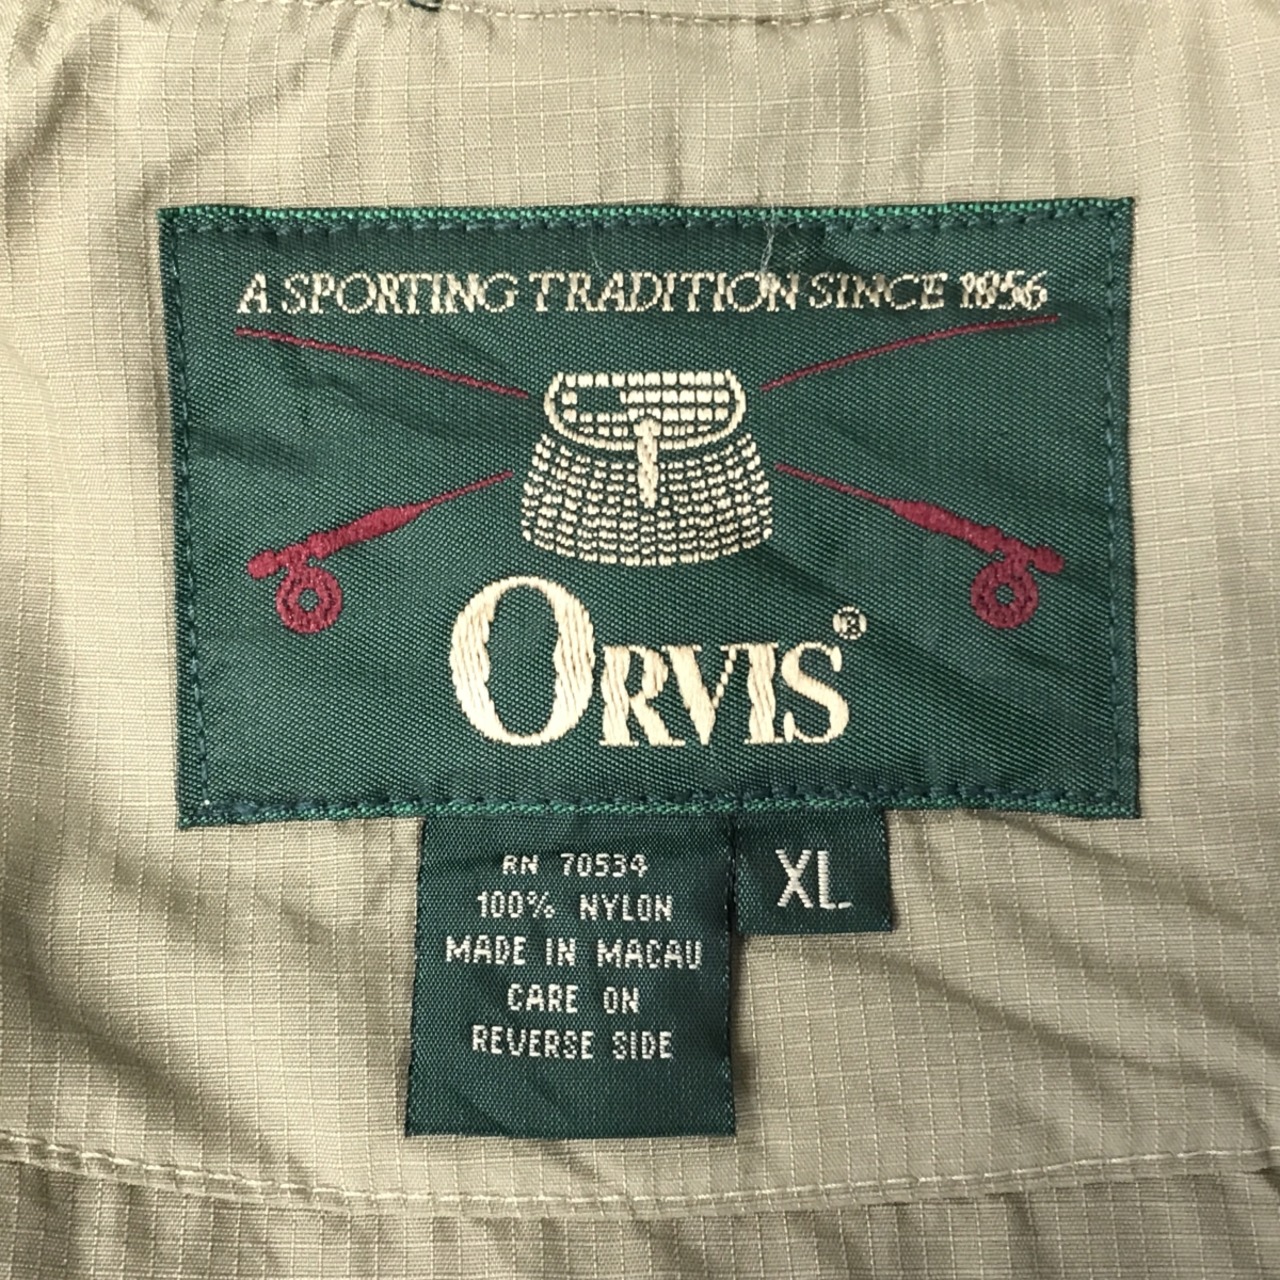 A SPORTING TRADITION SINCE 1856
ORVIS®
RN 70534
100% NYLON
MADE IN MACAU
CARE ON
REVERSE SIDE
XL